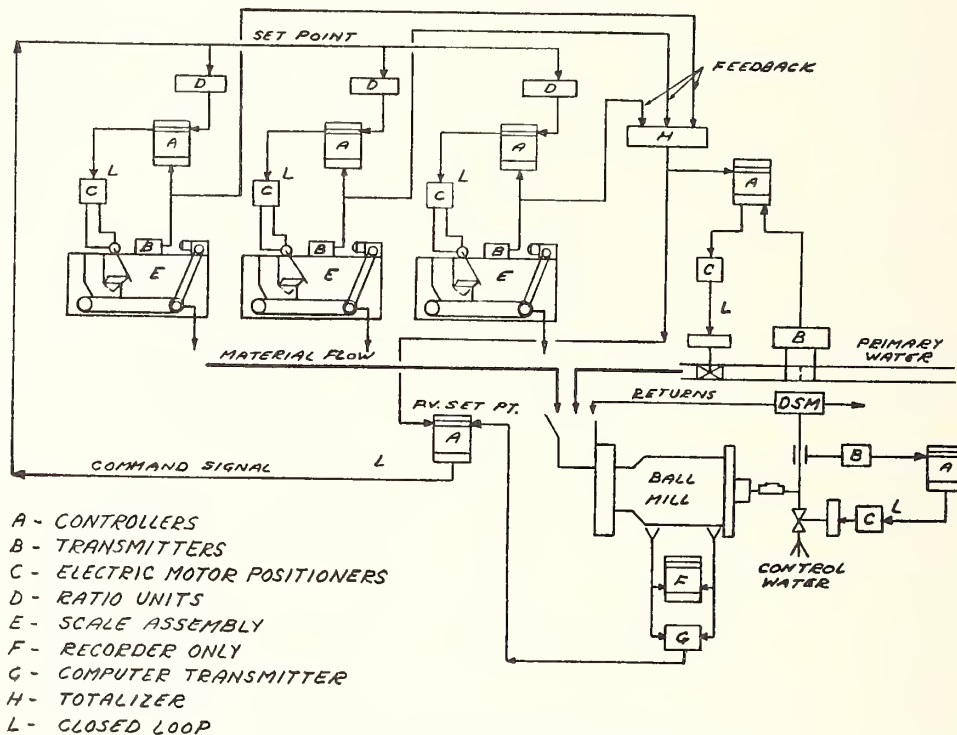 SET POINT
FEEDBACK
D
D
D
A
A
A
H
A
L
L
L
C
C
C
C
B
B
B
E
E
E
L
B
MATERIAL FLOW
PRIMARY
WATER
RETURNS
DSM
P.V. SET PT.
A
COMMAND SIGNAL
L
BALL
MILL
B
A
C
L
CONTROL
WATER
F
G
A - CONTROLLERS
B - TRANSMITTERS
C - ELECTRIC MOTOR POSITIONERS
D - RATIO UNITS
E - SCALE ASSEMBLY
F - RECORDER ONLY
G - COMPUTER TRANSMITTER
H - TOTALIZER
L - CLOSED LOOP